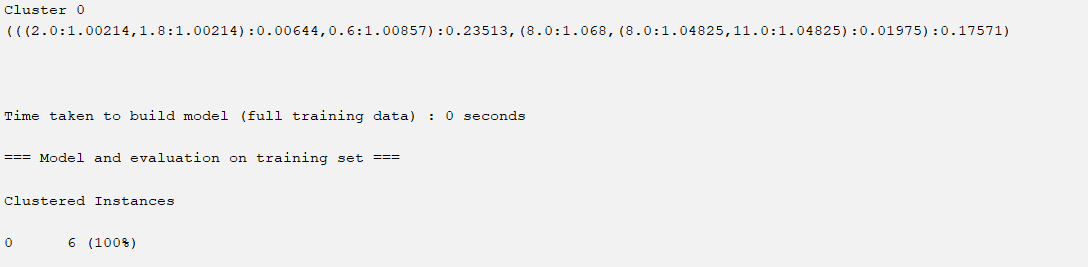 Cluster 0
(((2.0:1.00214,1.8:1.00214):0.00644,0.6:1.00857):0.23513,(8.0:1.068,(8.0:1.04825,11.0:1.04825):0.01975):0.17571)
Time taken to build model (full training data) : 0 seconds
=== Model and evaluation on training set ===
Clustered Instances
0      6 (100%)